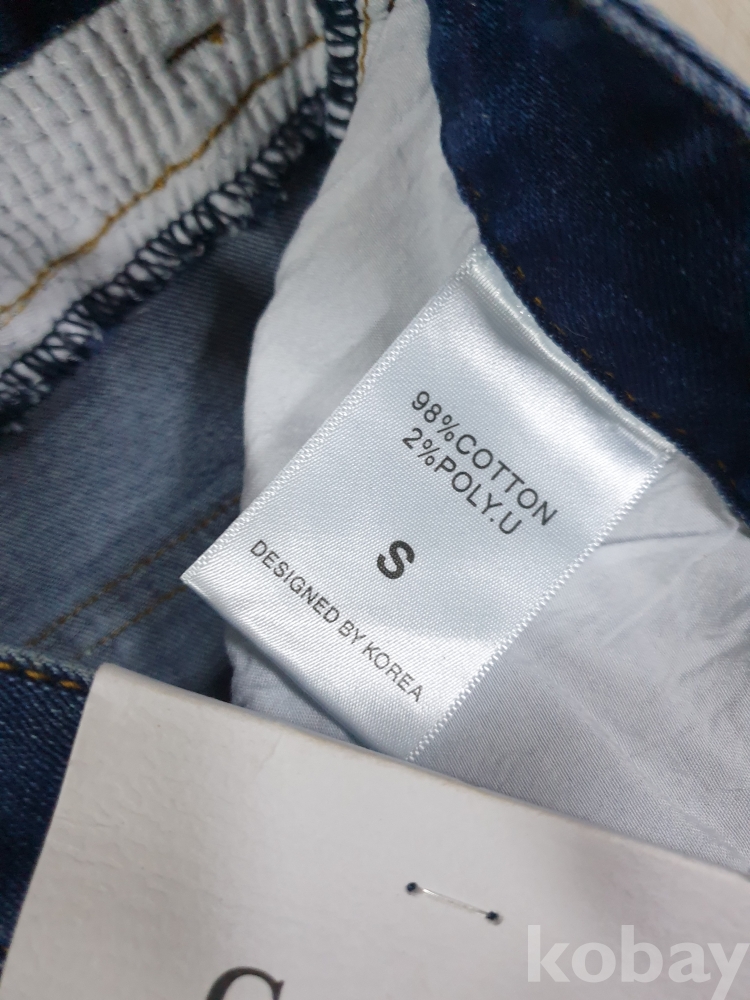 98%COTTON
2%POLY.U
S
DESIGNED BY KOREA
kobay